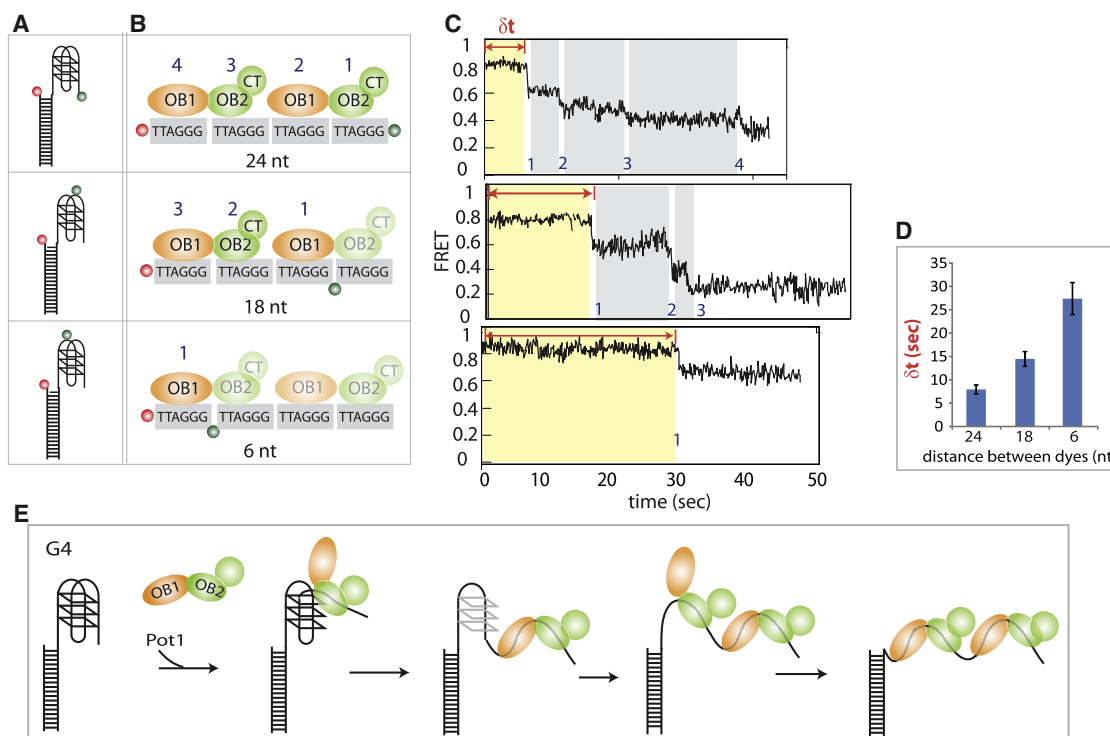 A
B
4 3 2 1
OB1 OB2 CT OB1 OB2 CT
TTAGGG TTAGGG TTAGGG TTAGGG
24 nt
3 2 1
OB1 OB2 CT OB1 OB2 CT
TTAGGG TTAGGG TTAGGG TTAGGG
18 nt
1
OB1 OB2 CT OB1 OB2 CT
TTAGGG TTAGGG TTAGGG TTAGGG
6 nt
C
δt
1
0.8
0.6
0.4
0.2
0
1 2 3 4
FRET
1
0.8
0.6
0.4
0.2
0
1 2 3
1
0.8
0.6
0.4
0.2
0
1
0 10 20 30 40 50
time (sec)
D
δt (sec)
35
30
25
20
15
10
5
0
24 18 6
distance between dyes (nt
E
G4
OB1 OB2
Pot1